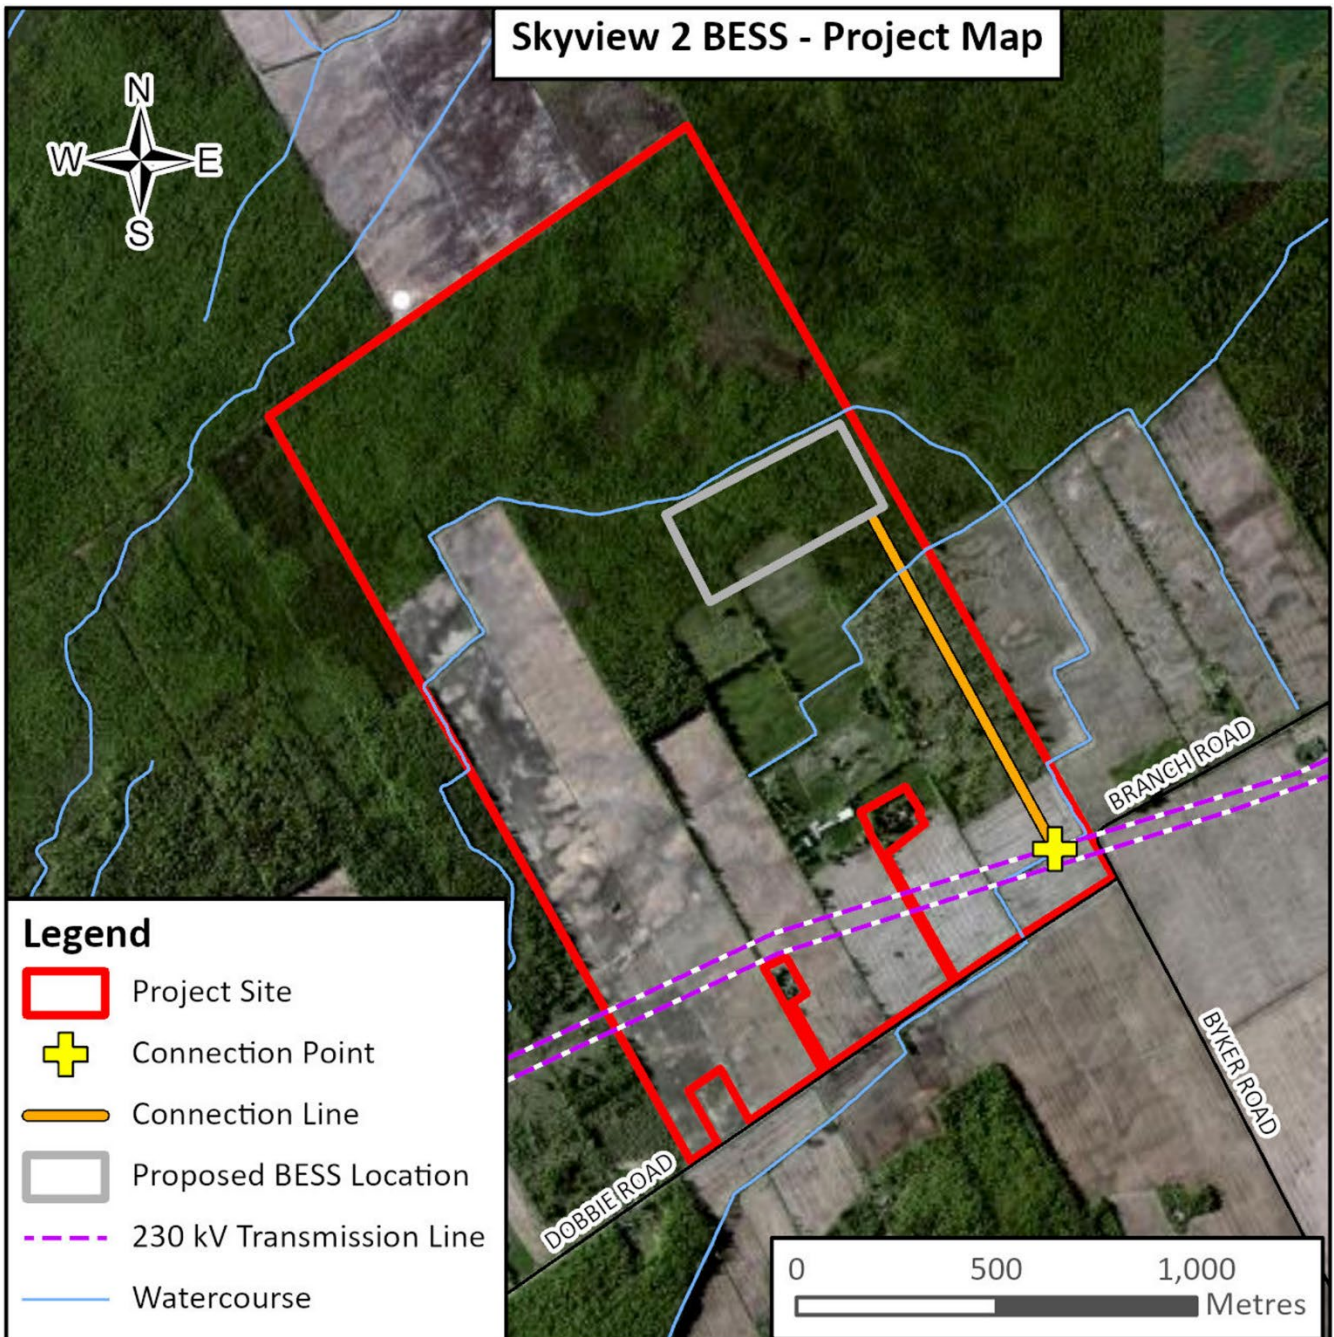 Skyview 2 BESS - Project Map
N
W E
S
BRANCH ROAD
BYKER ROAD
DOBBIE ROAD
Legend
Project Site
Connection Point
Connection Line
Proposed BESS Location
230 kV Transmission Line
Watercourse
0 500 1,000
Metres